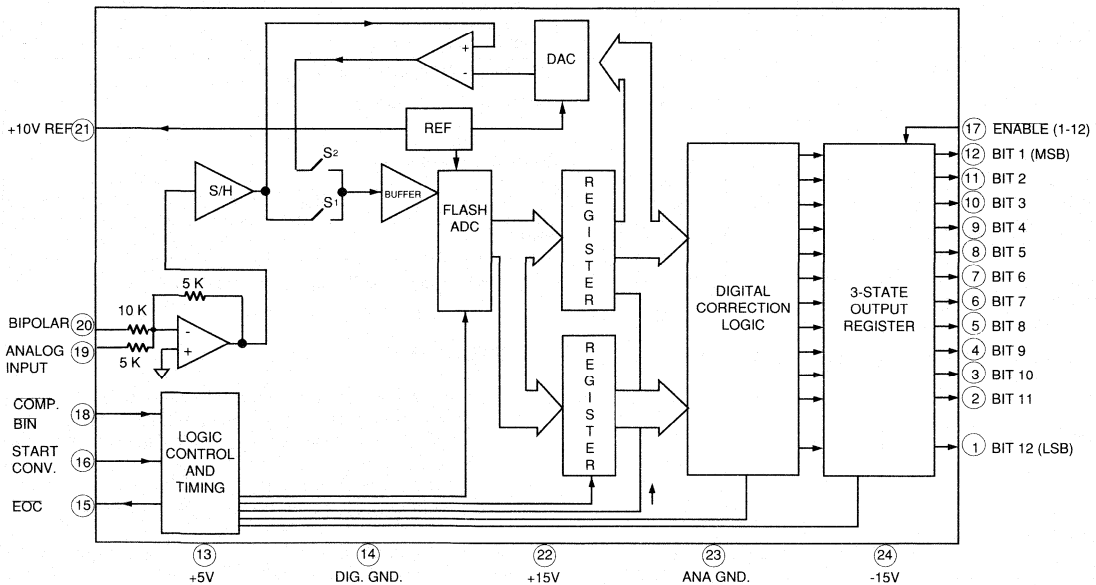 DAC
+
-
+10V REF 21
REF
17 ENABLE (1-12)
S2
S/H
S1
BUFFER
FLASH
ADC
REGISTER
12 BIT 1 (MSB)
11 BIT 2
10 BIT 3
9 BIT 4
8 BIT 5
7 BIT 6
6 BIT 7
5 BIT 8
4 BIT 9
3 BIT 10
2 BIT 11
1 BIT 12 (LSB)
DIGITAL
CORRECTION
LOGIC
3-STATE
OUTPUT
REGISTER
5 K
10 K
BIPOLAR 20
-
+
ANALOG
INPUT
19
5 K
REGISTER
COMP.
BIN
18
START
CONV.
16
EOC 15
LOGIC
CONTROL
AND
TIMING
13
+5V
14
DIG. GND.
22
+15V
23
ANA GND.
24
-15V